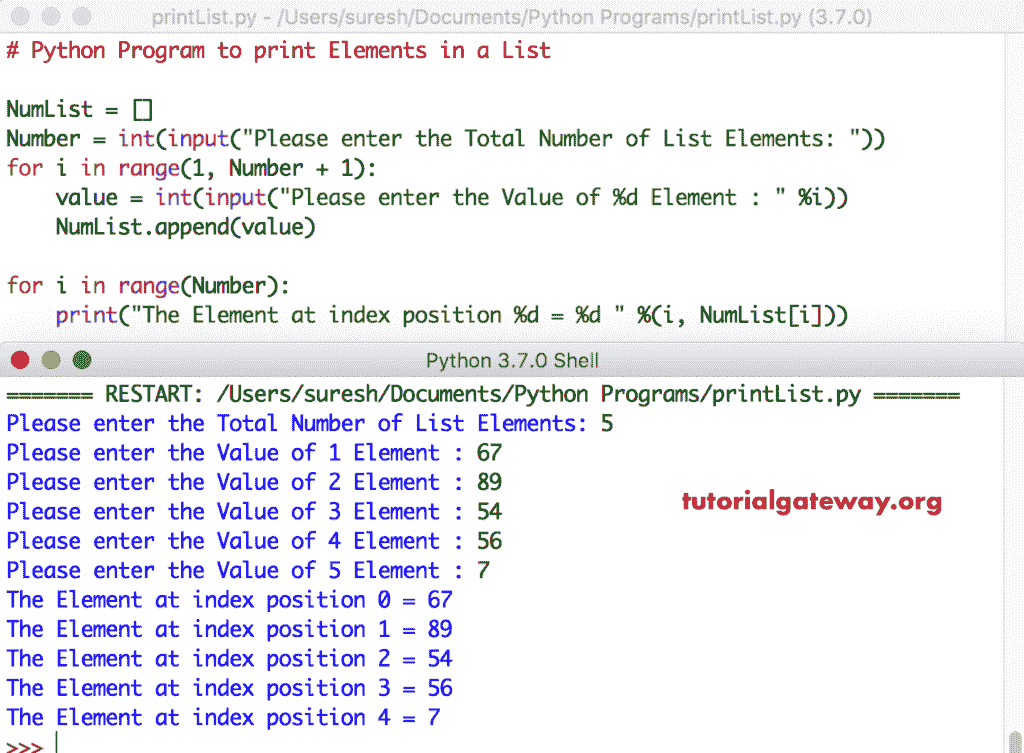 printList.py - /Users/suresh/Documents/Python Programs/printList.py (3.7.0)
# Python Program to print Elements in a List
NumList = []
Number = int(input("Please enter the Total Number of List Elements: "))
for i in range(1, Number + 1):
    value = int(input("Please enter the Value of %d Element : " %i))
    NumList.append(value)
for i in range(Number):
    print("The Element at index position %d = %d " %(i, NumList[i]))
Python 3.7.0 Shell
======= RESTART: /Users/suresh/Documents/Python Programs/printList.py =======
Please enter the Total Number of List Elements: 5
Please enter the Value of 1 Element : 67
Please enter the Value of 2 Element : 89
Please enter the Value of 3 Element : 54
Please enter the Value of 4 Element : 56
Please enter the Value of 5 Element : 7
tutorialgateway.org
The Element at index position 0 = 67
The Element at index position 1 = 89
The Element at index position 2 = 54
The Element at index position 3 = 56
The Element at index position 4 = 7
>>>